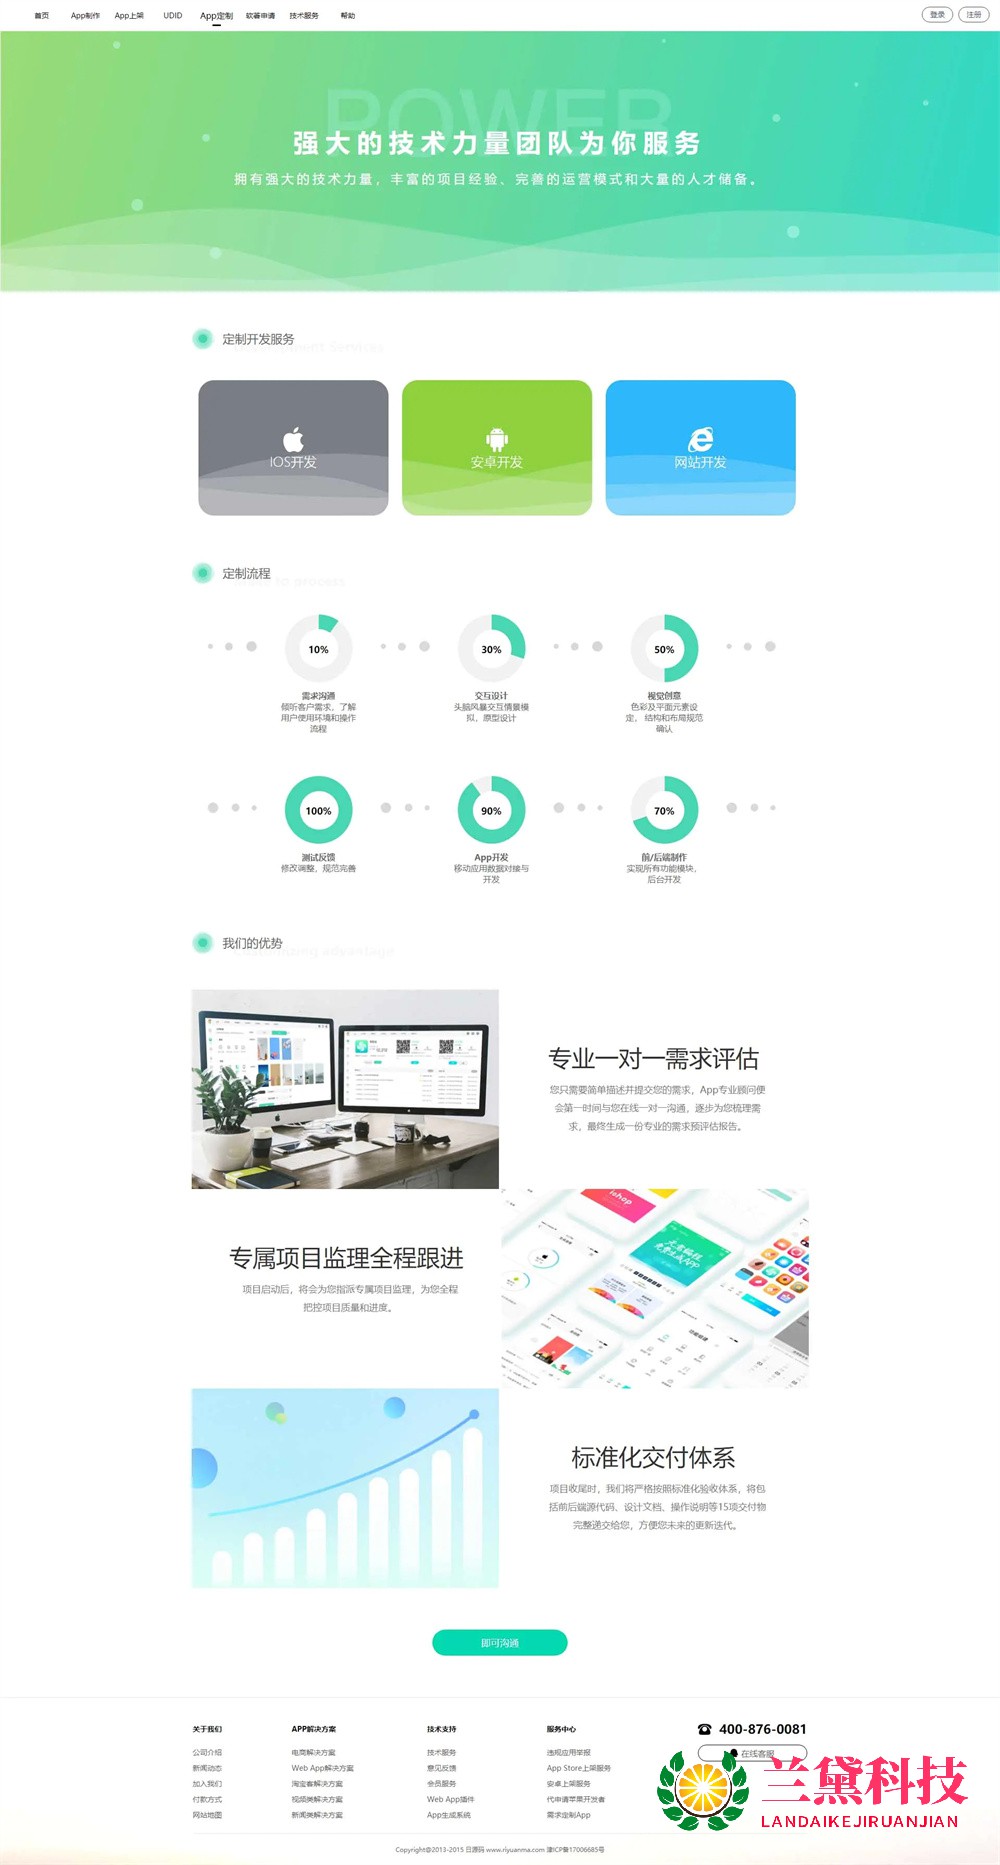 首页 App制作 App上架 UDID App定制 软著申请 技术服务 帮助 登录 注册
POWER
强大的技术力量团队为你服务
拥有强大的技术力量，丰富的项目经验、完善的运营模式和大量的人才储备。
定制开发服务
IOS开发 安卓开发 网站开发
定制流程
10% 30% 50%
需求沟通 交互设计 视觉创意
倾听客户需求，了解 头脑风暴交互情景模 色彩及平面元素设
用户使用环境和操作 拟，原型设计 定， 结构和布局规范
流程 确认
100% 90% 70%
测试反馈 App开发 前/后端制作
修改调整，规范完善 移动应用数据对接与 实现所有功能模块，
开发 后台开发
我们的优势
专业一对一需求评估
您只需要简单描述并提交您的需求，App专业顾问便
会第一时间与您在线一对一沟通，逐步为您梳理需
求，最终生成一份专业的需求预评估报告。
专属项目监理全程跟进
项目启动后，将会为您指派专属项目监理，为您全程
把控项目质量和进度。
标准化交付体系
项目收尾时，我们将严格按照标准化验收体系，将包
括前后端源代码、设计文档、操作说明等15项交付物
完整递交给您，方便您未来的更新迭代。
即可沟通
关于我们 APP解决方案 技术支持 服务中心 400-876-0081
公司介绍 电商解决方案 技术服务 违规应用举报 在线客服
新闻动态 Web App解决方案 意见反馈 App Store上架服务
加入我们 淘宝客解决方案 会员服务 安卓上架服务
付款方式 视频类解决方案 Web App插件 代申请苹果开发者
网站地图 新闻类解决方案 App生成系统 需求定制App
兰黛科技
LANDAIKEJIRUANJIAN
Copyright@2013-2015 日源码 www.riyuanma.com 津ICP备17006685号